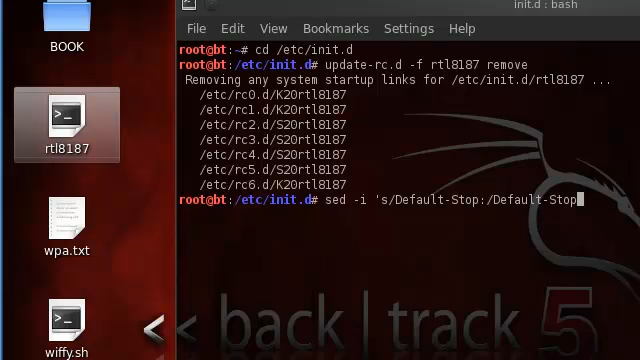 init.d : bash
File Edit View Bookmarks Settings Help
root@bt:~# cd /etc/init.d
root@bt:/etc/init.d# update-rc.d -f rtl8187 remove
Removing any system startup links for /etc/init.d/rtl8187 ...
/etc/rc0.d/K20rtl8187
/etc/rc1.d/K20rtl8187
/etc/rc2.d/S20rtl8187
/etc/rc3.d/S20rtl8187
/etc/rc4.d/S20rtl8187
/etc/rc5.d/S20rtl8187
/etc/rc6.d/K20rtl8187
root@bt:/etc/init.d# sed -i 's/Default-Stop:/Default-Stop
BOOK
rtl8187
wpa.txt
wiffy.sh
<< back | track 5